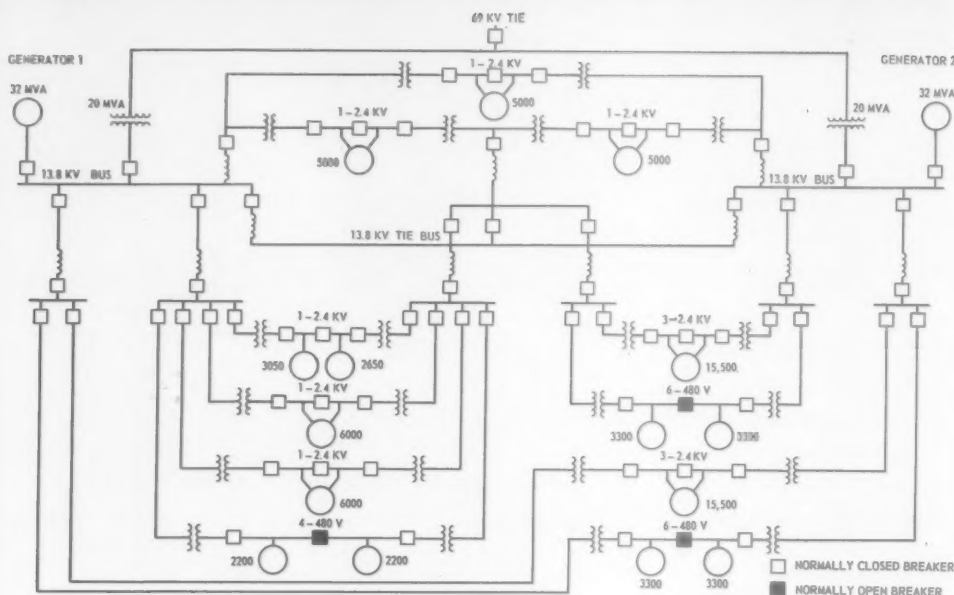 69 KV TIE
GENERATOR 1
GENERATOR 2
32 MVA
20 MVA
1-2.4 KV
5000
20 MVA
32 MVA
1-2.4 KV
5000
1-2.4 KV
5000
13.8 KV BUS
13.8 KV BUS
13.8 KV TIE BUS
1-2.4 KV
3050
2650
3-2.4 KV
15,500
1-2.4 KV
6000
6-480 V
3300
3300
1-2.4 KV
6000
3-2.4 KV
15,500
4-480 V
2200
2200
6-480 V
3300
3300
NORMALLY CLOSED BREAKER
NORMALLY OPEN BREAKER